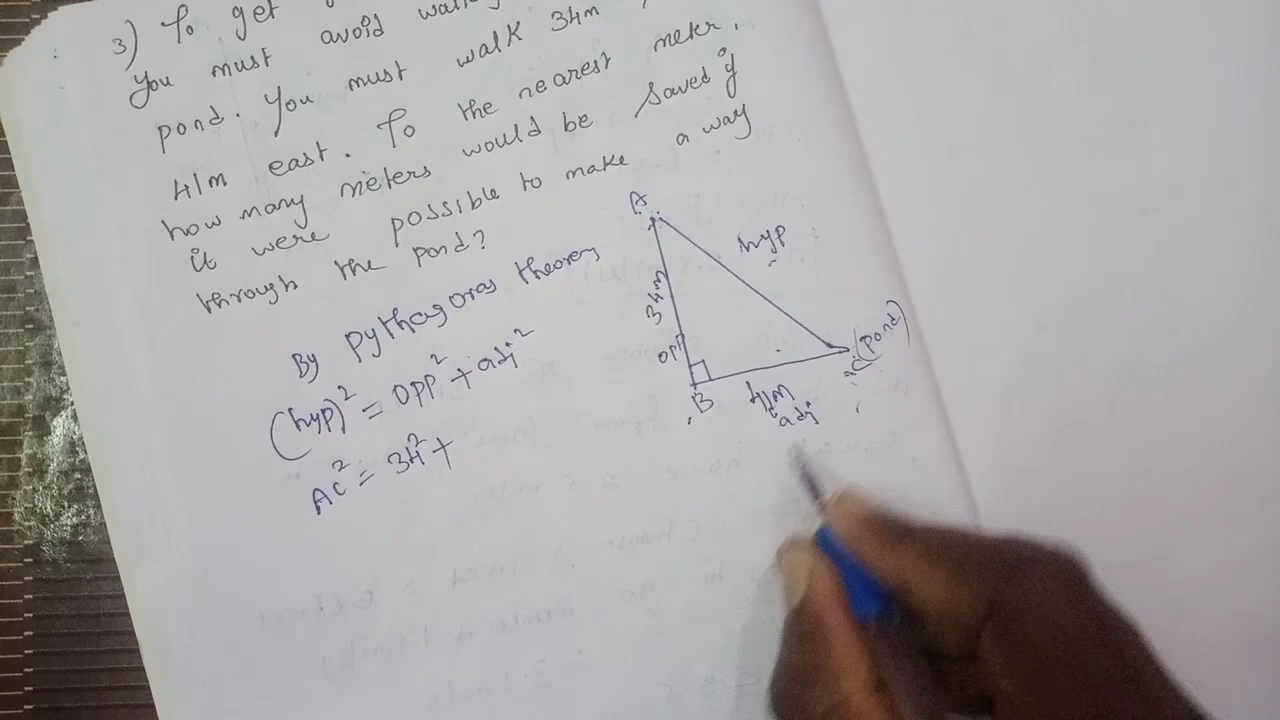 3) To get
You must avoid
pond. You must walk 34m
41m east. To the nearest meter,
how many meters would be saved if
it were possible to make a way
through the pond?
By pythagoras theorem
(hyp)² = opp² + adj²
AC² = 34² +
A
hyp
34m
opp
B
41m
adj
C (pond)